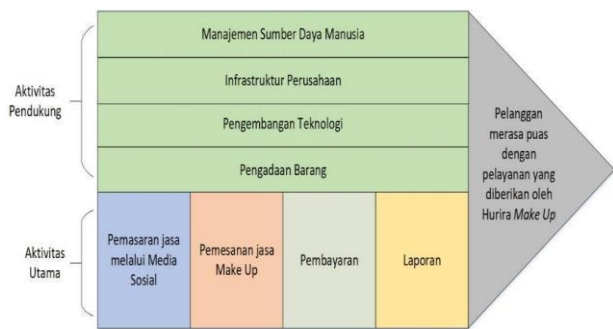 Aktivitas
Pendukung
Manajemen Sumber Daya Manusia
Infrastruktur Perusahaan
Pengembangan Teknologi
Pengadaan Barang
Aktivitas
Utama
Pemasaran jasa
melalui Media
Sosial
Pemesanan jasa
Make Up
Pembayaran
Laporan
Pelanggan
merasa puas
dengan
pelayanan yang
diberikan oleh
Hurira Make Up